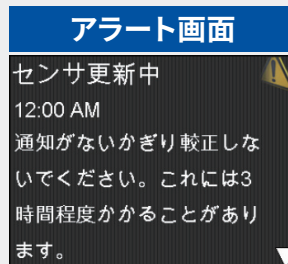 アラート画面
センサ更新中
12:00 AM
通知がないかぎり較正しな
いでください。これには3
時間程度かかることがあり
ます。